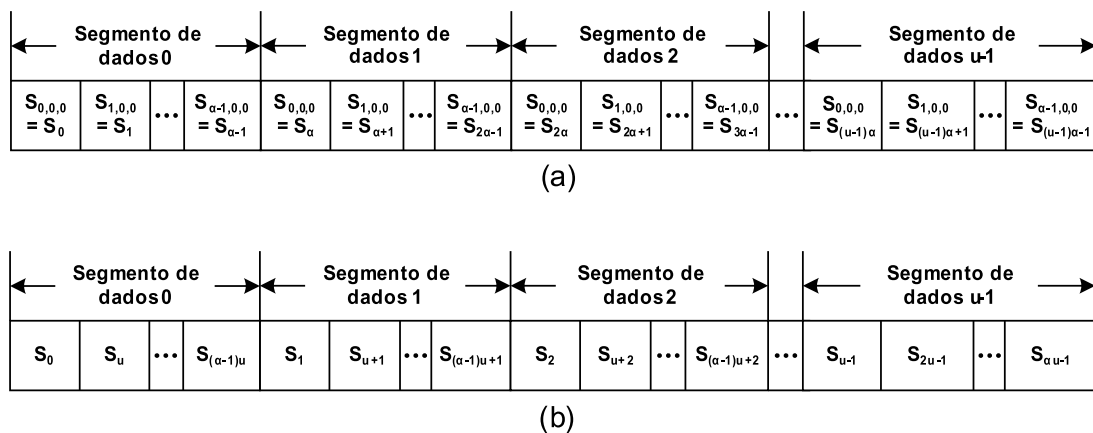 Segmento de dados 0
Segmento de dados 1
Segmento de dados 2
Segmento de dados u-1
S0,0,0 = S0
S1,0,0 = S1
...
Sα-1,0,0 = Sα-1
S0,0,0 = Sα
S1,0,0 = Sα+1
...
Sα-1,0,0 = S2α-1
S0,0,0 = S2α
S1,0,0 = S2α+1
...
Sα-1,0,0 = S3α-1
...
S0,0,0 = S(u-1)α
S1,0,0 = S(u-1)α+1
...
Sα-1,0,0 = S(u-1)α-1
(a)
Segmento de dados 0
Segmento de dados 1
Segmento de dados 2
Segmento de dados u-1
S0
Su
...
S(α-1)u
S1
Su+1
...
S(α-1)u+1
S2
Su+2
...
S(α-1)u+2
...
Su-1
S2u-1
...
Sαu-1
(b)